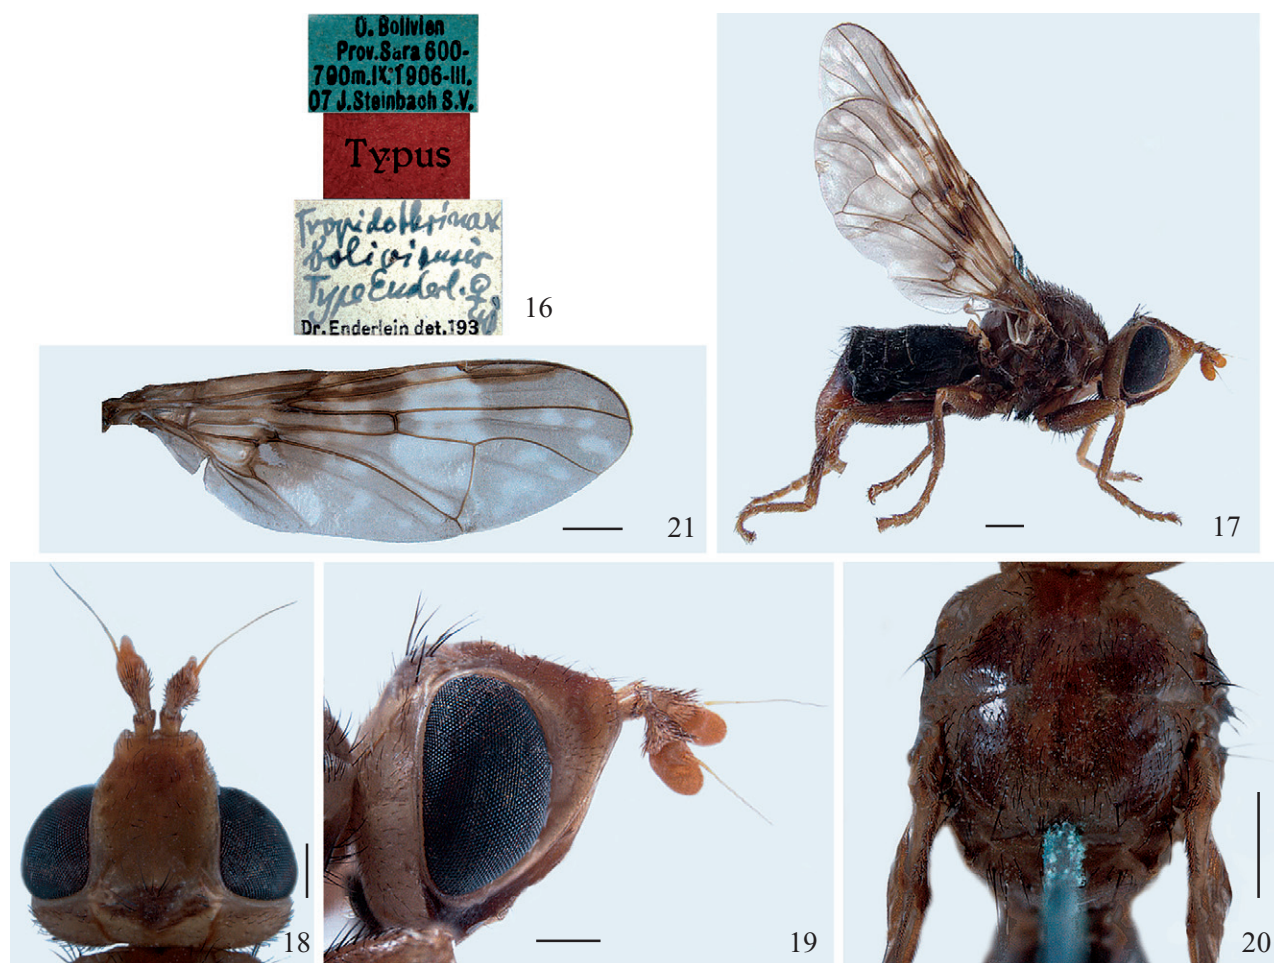 O. Bolivien
Prov. Sara 600-
700m. IX. 1906-III.
07 J. Steinbach S.V.
Typus
Tropidothrinax
boliviensis
Type Enderl. ♀
Dr. Enderlein det. 193
16
17
21
18
19
20